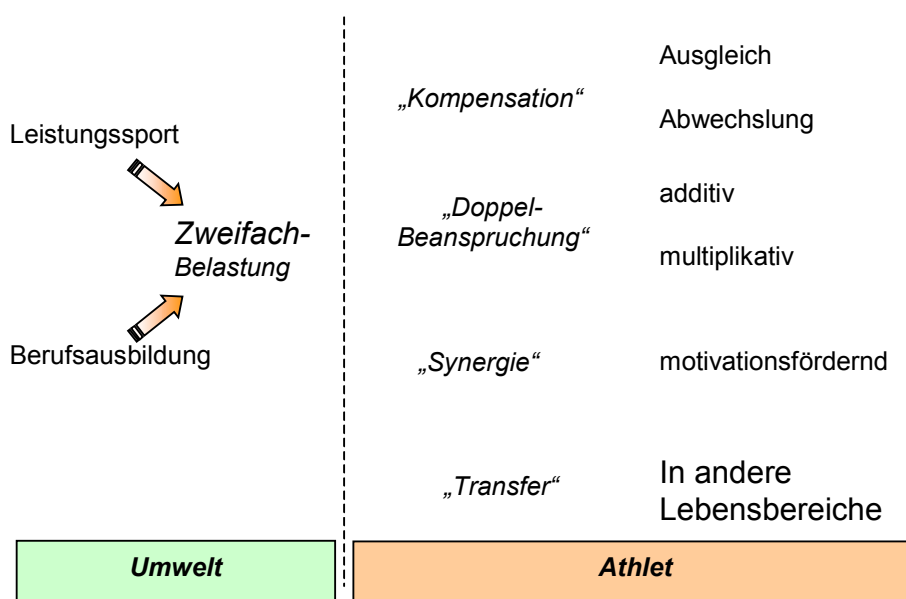 Leistungssport
Zweifach-
Belastung
Berufsausbildung
„Kompensation“
Ausgleich
Abwechslung
„Doppel-
Beanspruchung“
additiv
multiplikativ
„Synergie“
motivationsfördernd
„Transfer“
In andere
Lebensbereiche
Umwelt
Athlet